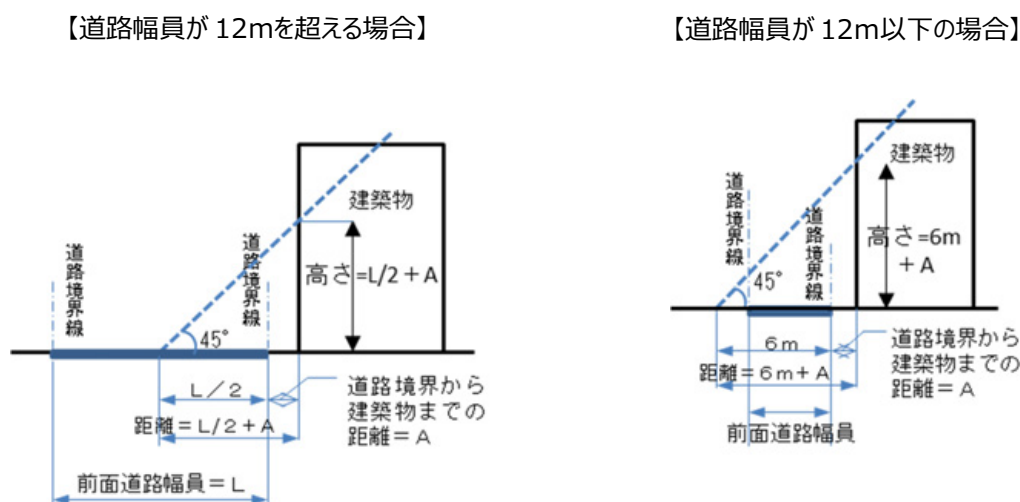 【道路幅員が 12mを超える場合】
建築物
道路境界線
道路境界線
高さ=L/2+A
45°
L/2
距離=L/2+A
道路境界から
建築物までの
距離=A
前面道路幅員=L
【道路幅員が 12m以下の場合】
建築物
道路境界線
道路境界線
高さ=6m
+A
45°
6m
距離=6m+A
道路境界から
建築物までの
距離=A
前面道路幅員